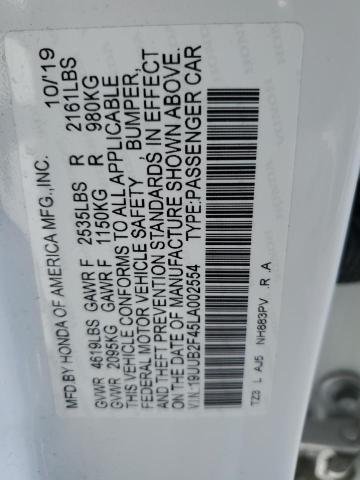 MFD.BY HONDA OF AMERICA MFG.,INC. 10/'19
GVWR 4619LBS GAWR F 2535LBS R 2161LBS
GVWR 2095KG GAWR F 1150KG R 980KG
THIS VEHICLE CONFORMS TO ALL APPLICABLE
FEDERAL MOTOR VEHICLE SAFETY, BUMPER,
AND THEFT PREVENTION STANDARDS IN EFFECT
ON THE DATE OF MANUFACTURE SHOWN ABOVE.
V.I.N.:19UUB2F45LA002554 TYPE:PASSENGER CAR
TZ3 L AJ5 NH883PV .R .A